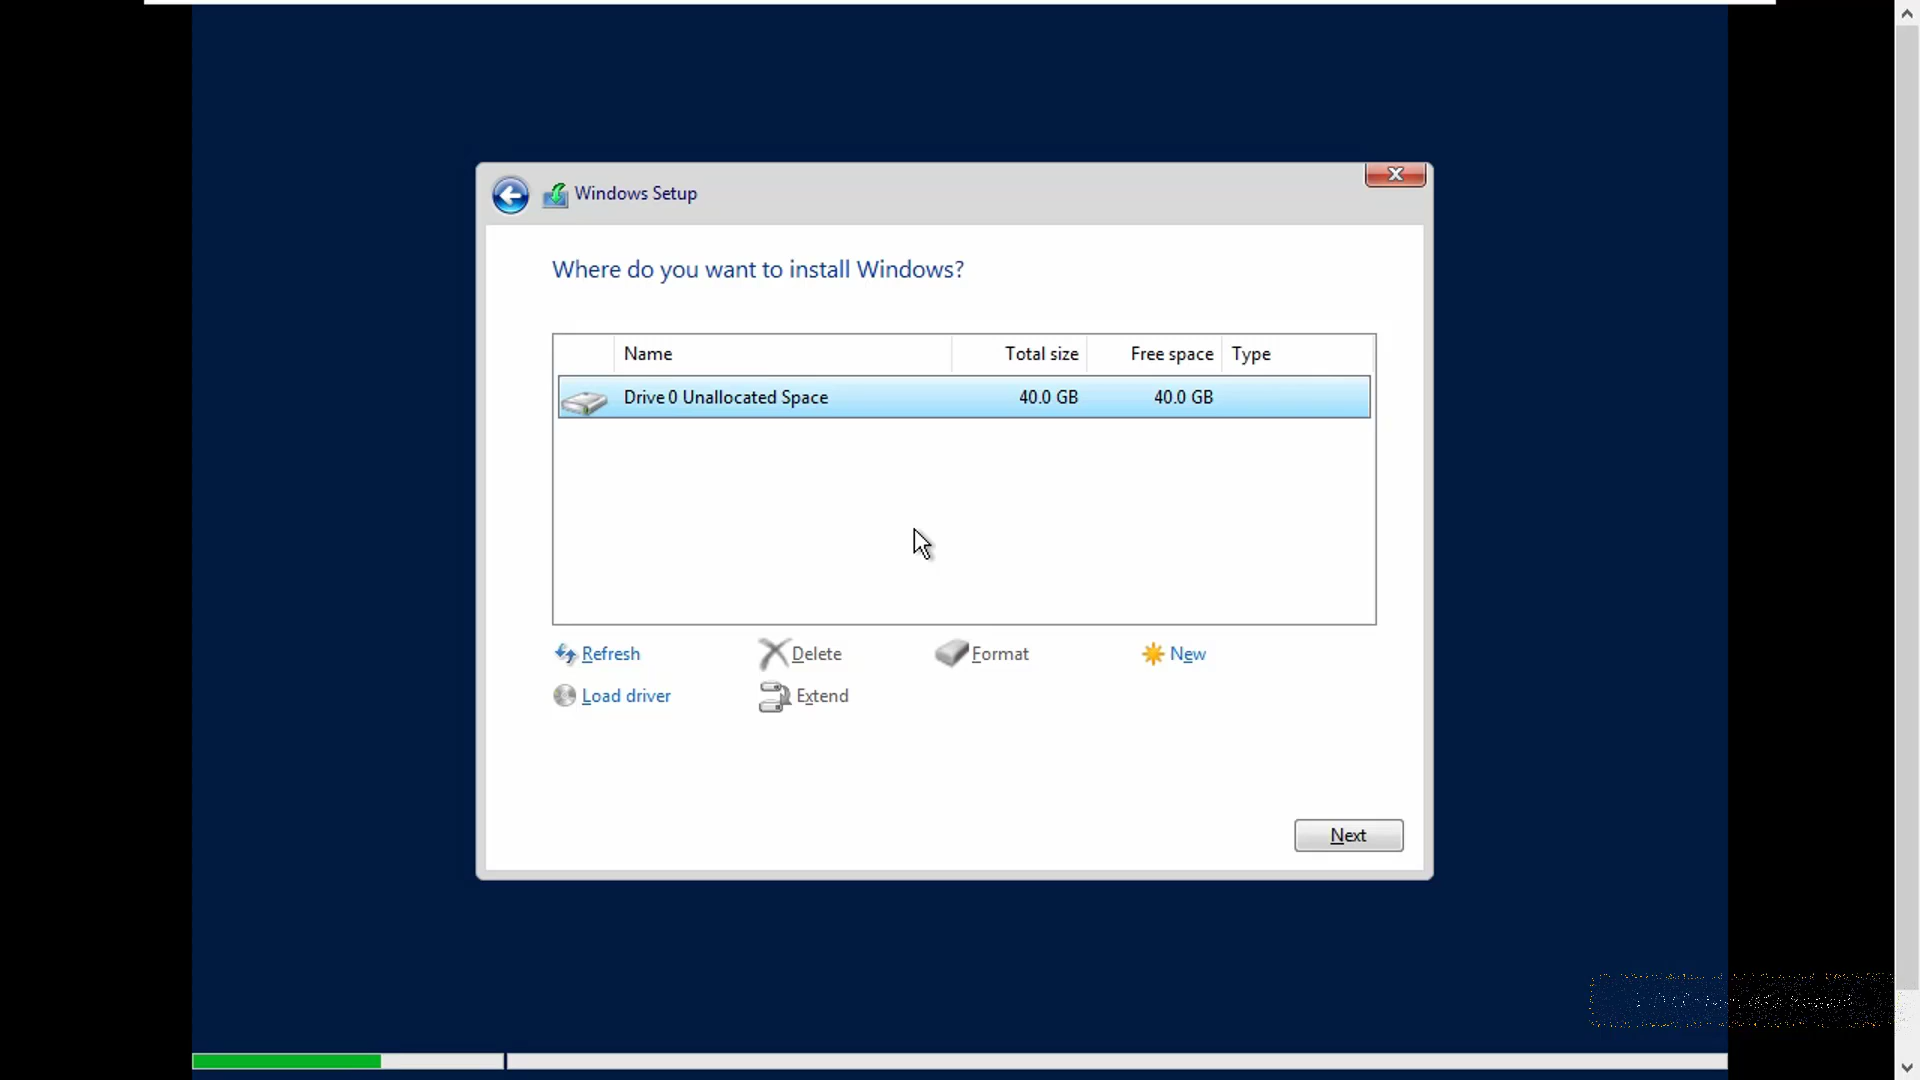 Windows Setup
Where do you want to install Windows?
Name Total size Free space Type
Drive 0 Unallocated Space 40.0 GB 40.0 GB
Refresh Delete Format New
Load driver Extend
Next